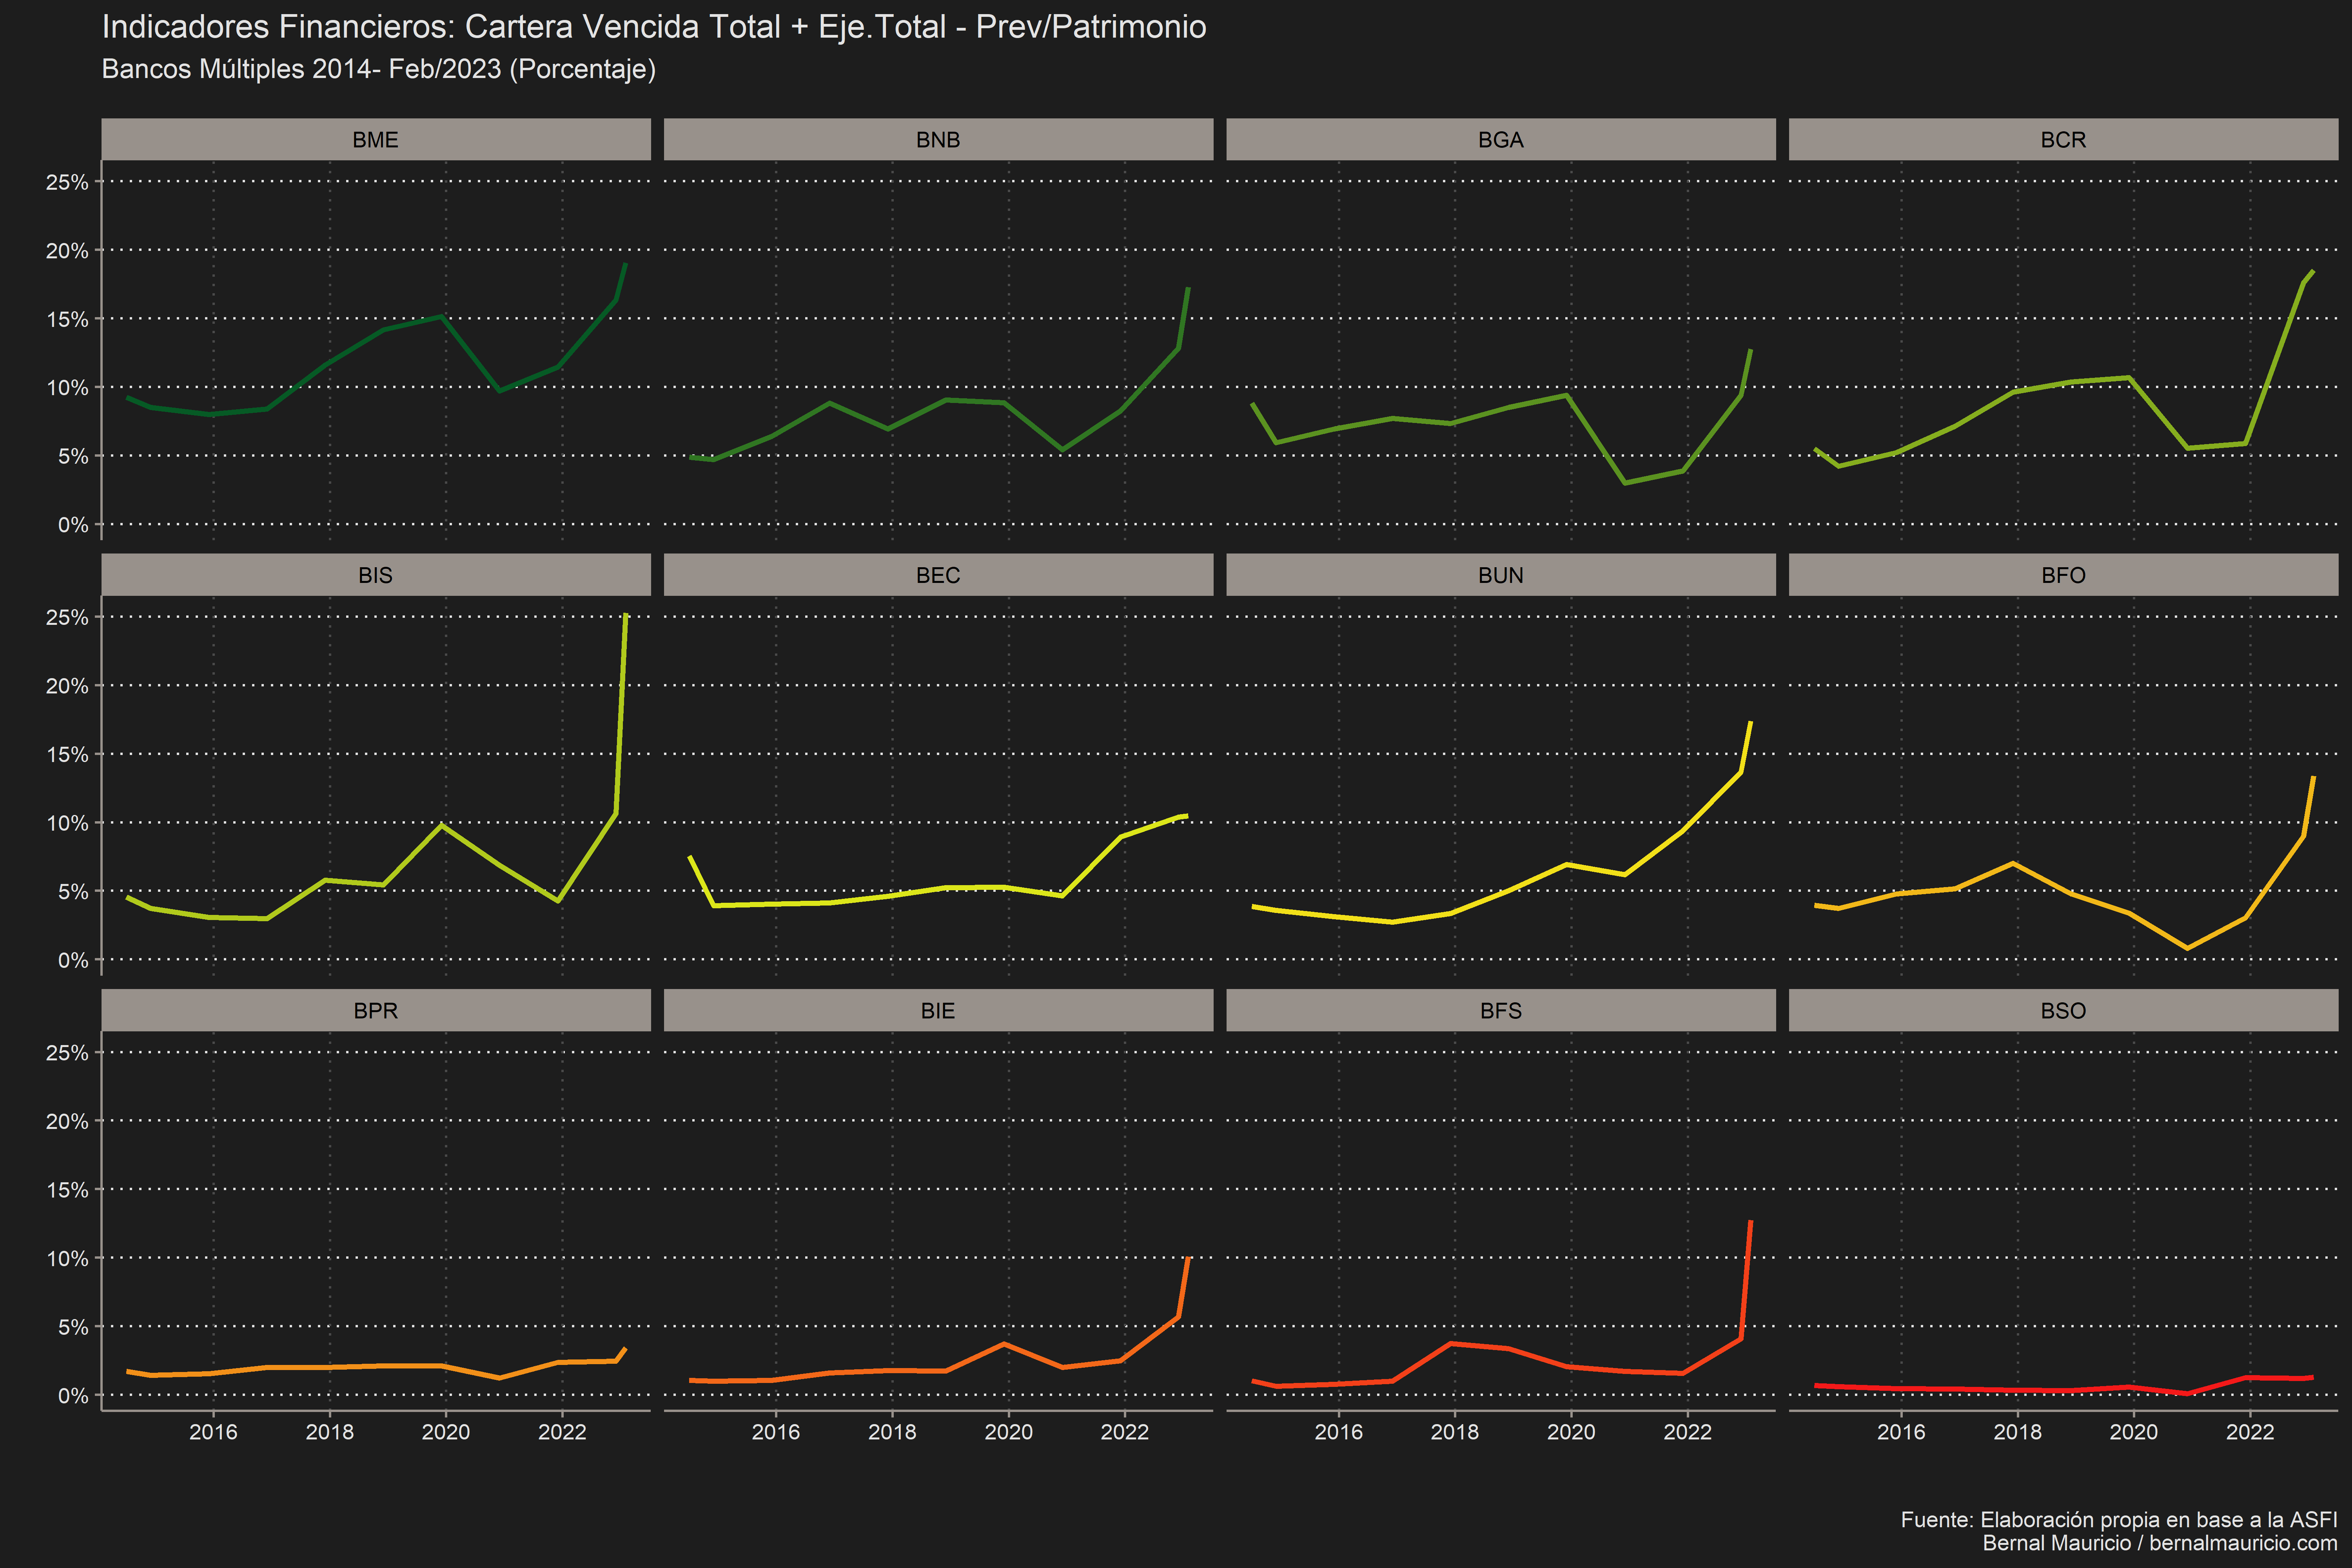 Indicadores Financieros: Cartera Vencida Total + Eje.Total - Prev/Patrimonio
Bancos Múltiples 2014- Feb/2023 (Porcentaje)
BME
BNB
BGA
BCR
25%
20%
15%
10%
5%
0%
BIS
BEC
BUN
BFO
25%
20%
15%
10%
5%
0%
BPR
BIE
BFS
BSO
25%
20%
15%
10%
5%
0%
2016 2018 2020 2022
2016 2018 2020 2022
2016 2018 2020 2022
2016 2018 2020 2022
Fuente: Elaboración propia en base a la ASFI
Bernal Mauricio / bernalmauricio.com